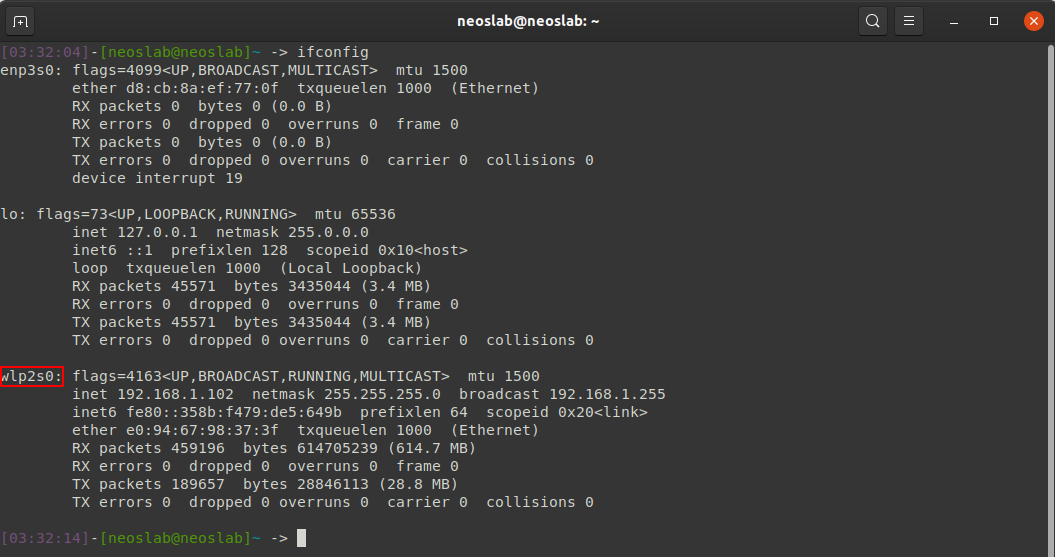 neoslab@neoslab: ~
[03:32:04]-[neoslab@neoslab]~ -> ifconfig
enp3s0: flags=4099<UP,BROADCAST,MULTICAST>  mtu 1500
        ether d8:cb:8a:ef:77:0f  txqueuelen 1000  (Ethernet)
        RX packets 0  bytes 0 (0.0 B)
        RX errors 0  dropped 0  overruns 0  frame 0
        TX packets 0  bytes 0 (0.0 B)
        TX errors 0  dropped 0 overruns 0  carrier 0  collisions 0
        device interrupt 19

lo: flags=73<UP,LOOPBACK,RUNNING>  mtu 65536
        inet 127.0.0.1  netmask 255.0.0.0
        inet6 ::1  prefixlen 128  scopeid 0x10<host>
        loop  txqueuelen 1000  (Local Loopback)
        RX packets 45571  bytes 3435044 (3.4 MB)
        RX errors 0  dropped 0  overruns 0  frame 0
        TX packets 45571  bytes 3435044 (3.4 MB)
        TX errors 0  dropped 0 overruns 0  carrier 0  collisions 0

wlp2s0: flags=4163<UP,BROADCAST,RUNNING,MULTICAST>  mtu 1500
        inet 192.168.1.102  netmask 255.255.255.0  broadcast 192.168.1.255
        inet6 fe80::358b:f479:de5:649b  prefixlen 64  scopeid 0x20<link>
        ether e0:94:67:98:37:3f  txqueuelen 1000  (Ethernet)
        RX packets 459196  bytes 614705239 (614.7 MB)
        RX errors 0  dropped 0  overruns 0  frame 0
        TX packets 189657  bytes 28846113 (28.8 MB)
        TX errors 0  dropped 0 overruns 0  carrier 0  collisions 0

[03:32:14]-[neoslab@neoslab]~ ->